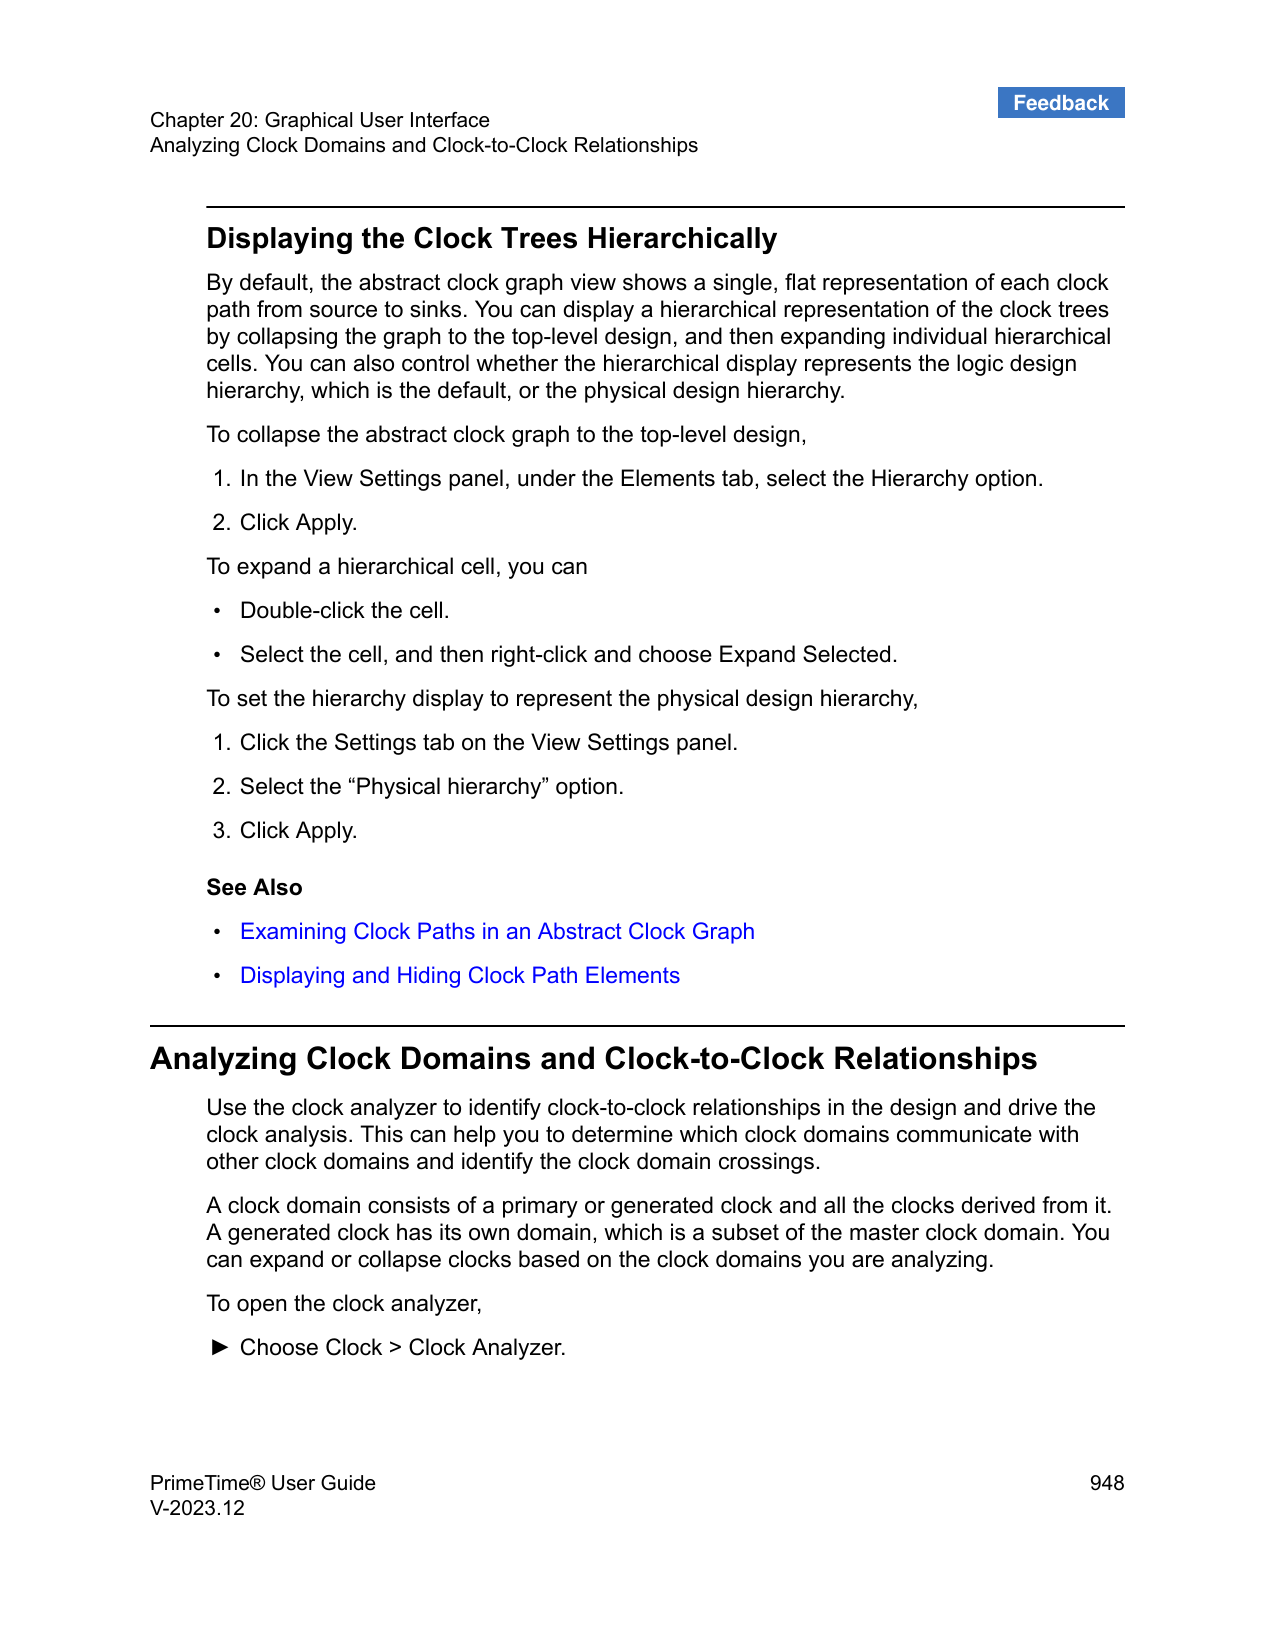 Feedback
Chapter 20: Graphical User Interface
Analyzing Clock Domains and Clock-to-Clock Relationships
Displaying the Clock Trees Hierarchically
By default, the abstract clock graph view shows a single, flat representation of each clock
path from source to sinks. You can display a hierarchical representation of the clock trees
by collapsing the graph to the top-level design, and then expanding individual hierarchical
cells. You can also control whether the hierarchical display represents the logic design
hierarchy, which is the default, or the physical design hierarchy.
To collapse the abstract clock graph to the top-level design,
1. In the View Settings panel, under the Elements tab, select the Hierarchy option.
2. Click Apply.
To expand a hierarchical cell, you can
• Double-click the cell.
• Select the cell, and then right-click and choose Expand Selected.
To set the hierarchy display to represent the physical design hierarchy,
1. Click the Settings tab on the View Settings panel.
2. Select the “Physical hierarchy” option.
3. Click Apply.
See Also
• Examining Clock Paths in an Abstract Clock Graph
• Displaying and Hiding Clock Path Elements
Analyzing Clock Domains and Clock-to-Clock Relationships
Use the clock analyzer to identify clock-to-clock relationships in the design and drive the
clock analysis. This can help you to determine which clock domains communicate with
other clock domains and identify the clock domain crossings.
A clock domain consists of a primary or generated clock and all the clocks derived from it.
A generated clock has its own domain, which is a subset of the master clock domain. You
can expand or collapse clocks based on the clock domains you are analyzing.
To open the clock analyzer,
► Choose Clock > Clock Analyzer.
PrimeTime® User Guide 948
V-2023.12